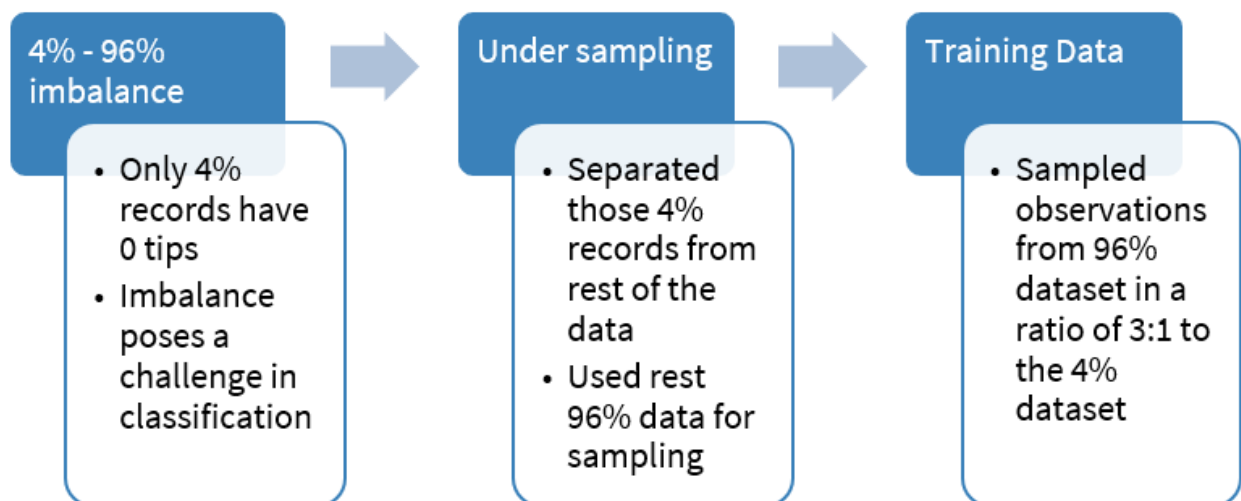 4% - 96%
imbalance
• Only 4%
records have
0 tips
• Imbalance
poses a
challenge in
classification
Under sampling
• Separated
those 4%
records from
rest of the
data
• Used rest
96% data for
sampling
Training Data
• Sampled
observations
from 96%
dataset in a
ratio of 3:1 to
the 4%
dataset